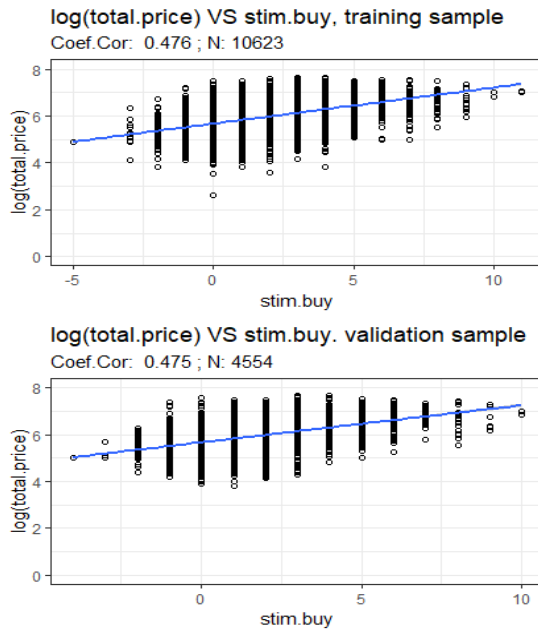 log(total.price) VS stim.buy, training sample
Coef.Cor:  0.476 ; N: 10623
log(total.price)
8
6
4
2
0
-5
0
5
10
stim.buy
log(total.price) VS stim.buy. validation sample
Coef.Cor:  0.475 ; N: 4554
log(total.price)
8
6
4
2
0
0
5
10
stim.buy